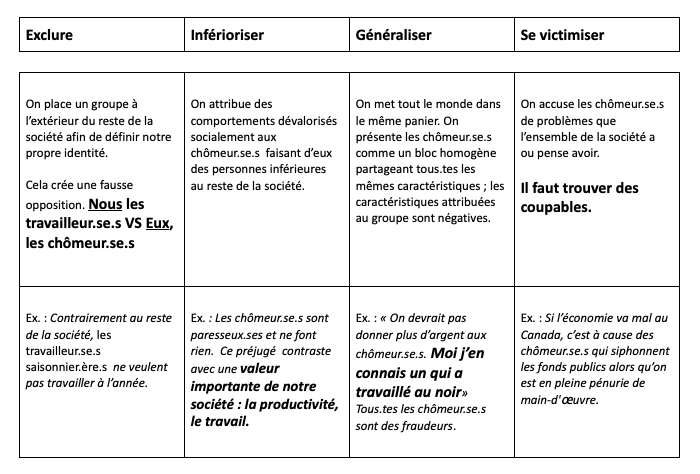 Exclure
Inférioriser
Généraliser
Se victimiser
On place un groupe à
l’extérieur du reste de la
société afin de définir notre
propre identité.
Cela crée une fausse
opposition. Nous les
travailleur.se.s VS Eux,
les chômeur.se.s
On attribue des
comportements dévalorisés
socialement aux
chômeur.se.s faisant d’eux
des personnes inférieures
au reste de la société.
On met tout le monde dans
le même panier. On
présente les chômeur.se.s
comme un bloc homogène
partageant tous.tes les
mêmes caractéristiques ; les
caractéristiques attribuées
au groupe sont négatives.
On accuse les chômeur.se.s
de problèmes que
l’ensemble de la société a
ou pense avoir.
Il faut trouver des
coupables.
Ex. : Contrairement au reste
de la société, les
travailleur.se.s
saisonnier.ère.s ne veulent
pas travailler à l’année.
Ex. : Les chômeur.se.s sont
paresseux.ses et ne font
rien. Ce préjugé contraste
avec une valeur
importante de notre
société : la productivité,
le travail.
Ex. : « On devrait pas
donner plus d’argent aux
chômeur.se.s. Moi j’en
connais un qui a
travaillé au noir»
Tous.tes les chômeur.se.s
sont des fraudeurs.
Ex. : Si l’économie va mal au
Canada, c’est à cause des
chômeur.se.s qui siphonnent
les fonds publics alors qu’on
est en pleine pénurie de
main-d’œuvre.